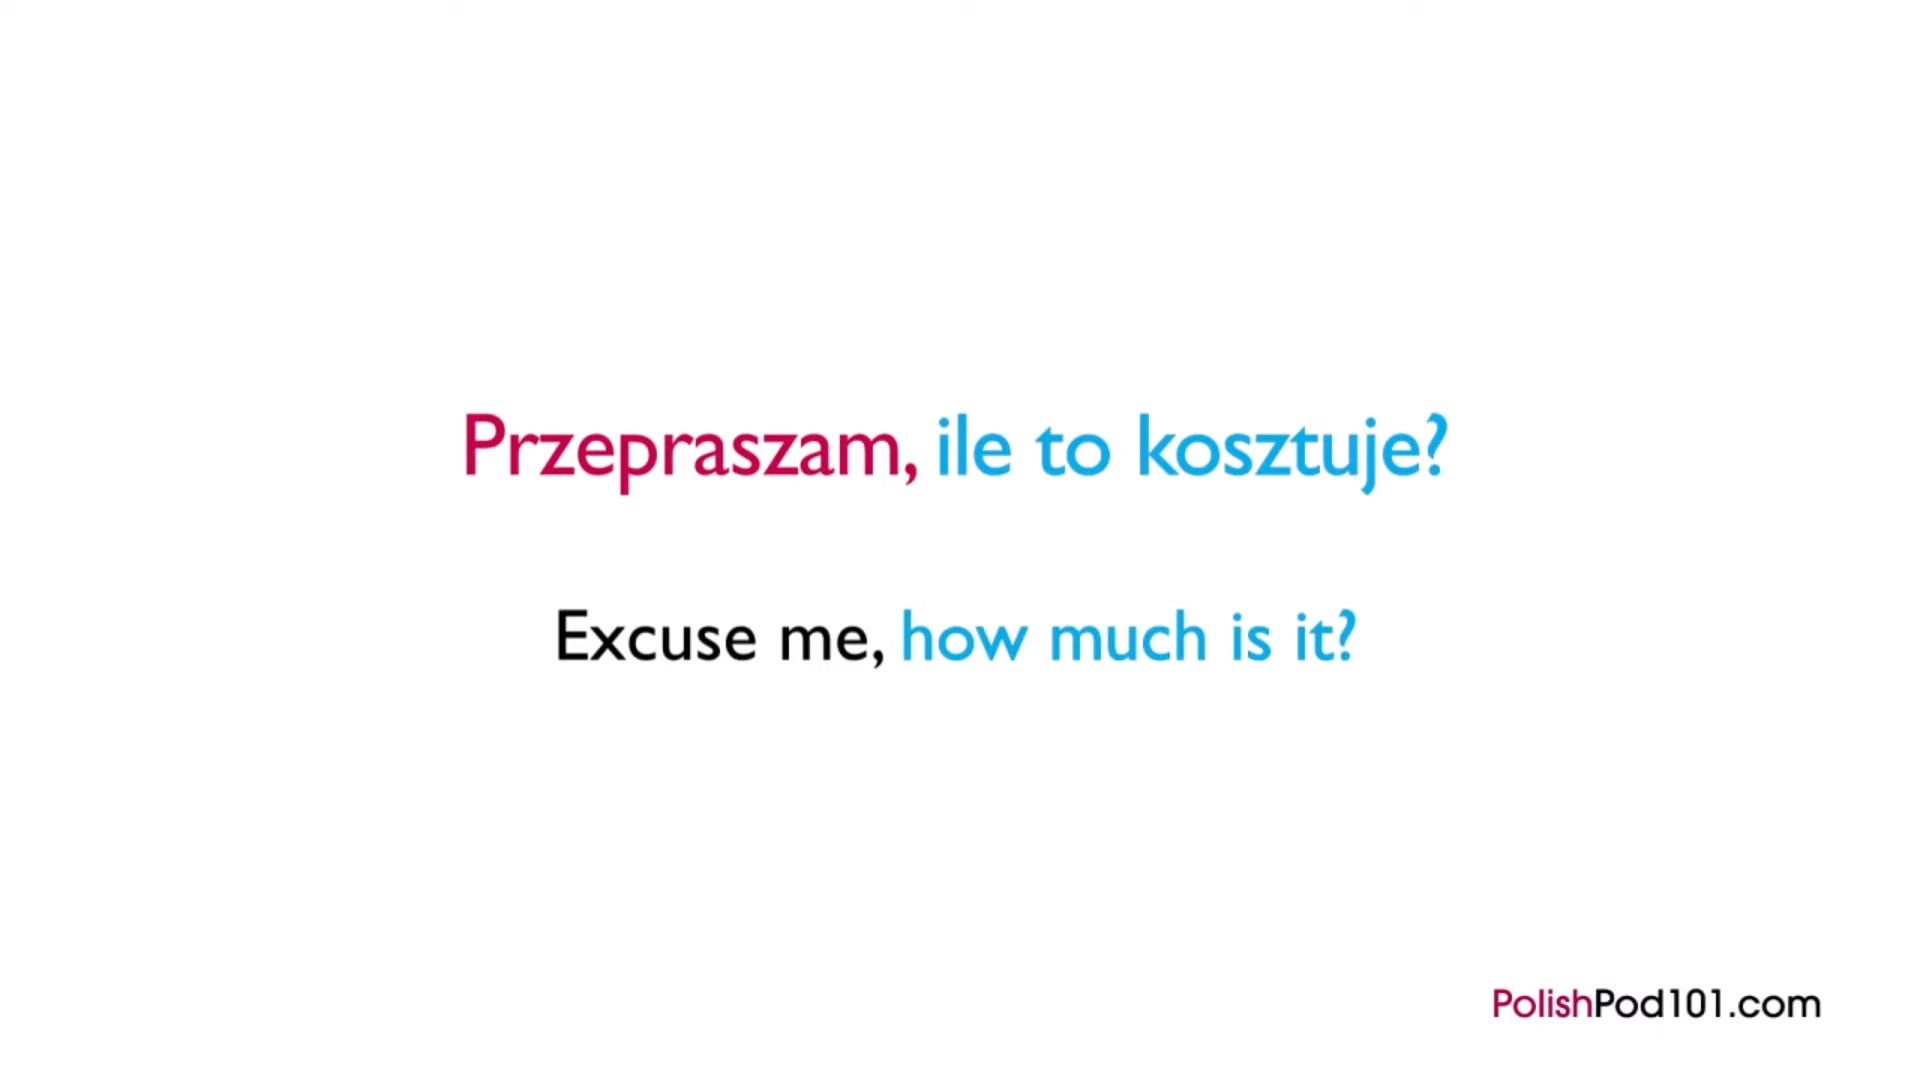 Przepraszam, ile to kosztuje?
Excuse me, how much is it?
PolishPod101.com